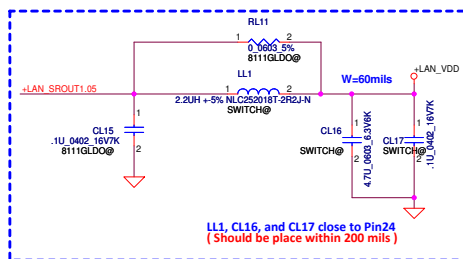 RL11
1 2
0_0603_5%
8111GLDO@
LL1
+LAN_SROUT1.05
1 2
2.2UH +-5% NLC252018T-2R2J-N
SWITCH@
W=60mils
+LAN_VDD
CL15
.1U_0402_16V7K
8111GLDO@
1
2
CL16
SWITCH@
4.7U_0603_6.3V6K
1
2
CL17
SWITCH@
.1U_0402_16V7K
1
2
LL1, CL16, and CL17 close to Pin24
( Should be place within 200 mils )